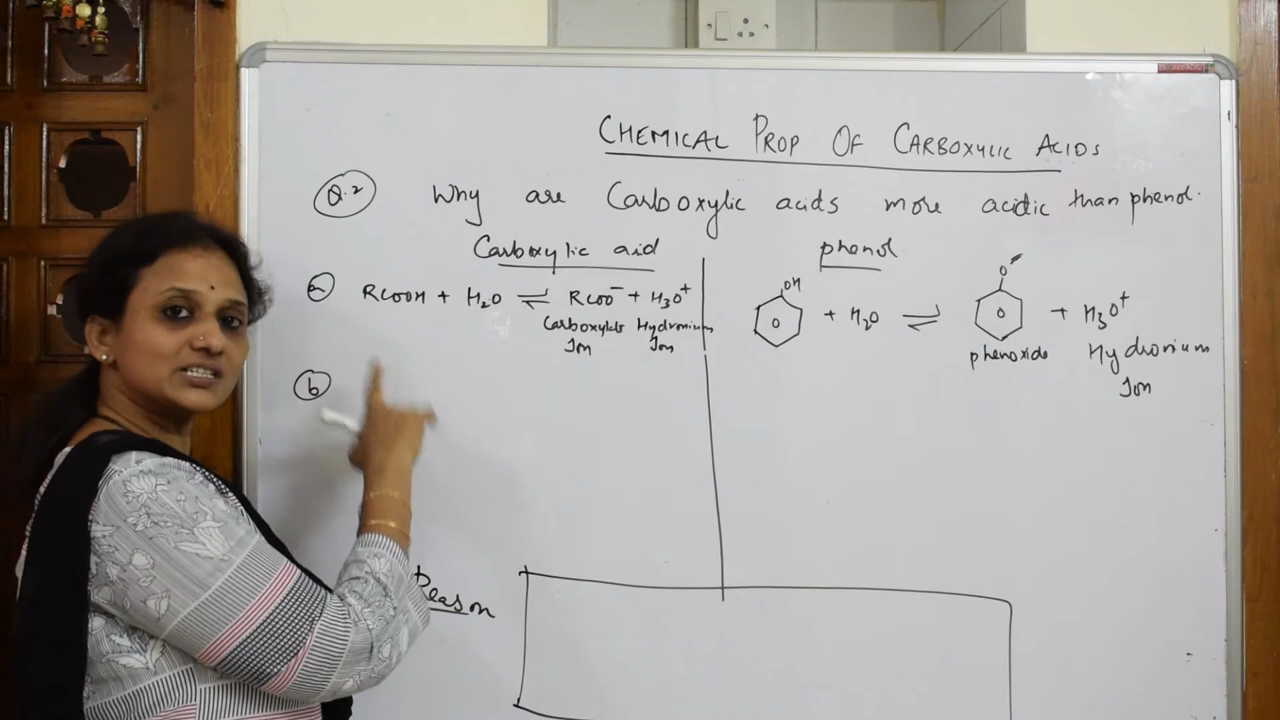 CHEMICAL PROP OF CARBOXYLIC ACIDS
Q.2 Why are Carboxylic acids more acidic than phenol.
Carboxylic acid
phenol
a RCOOH + H2O ⇌ RCOO⁻ + H3O⁺
Carboxylate Hydronium
Ion Ion
OH
+ H2O ⇌
O⁻
+ H3O⁺
phenoxide Hydronium
Ion
b
Reason